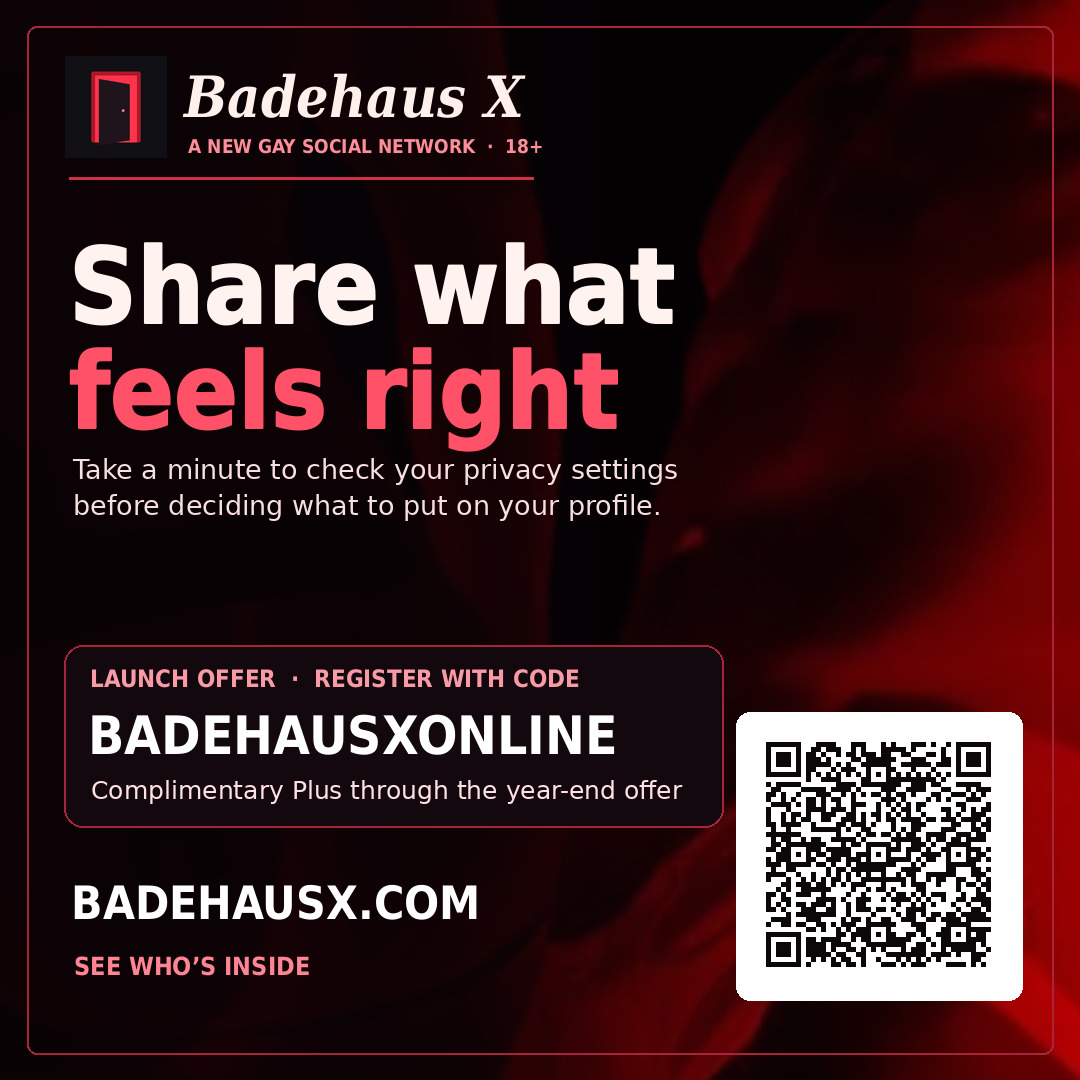 Badehaus X
A NEW GAY SOCIAL NETWORK · 18+
Share what
feels right
Take a minute to check your privacy settings
before deciding what to put on your profile.
LAUNCH OFFER · REGISTER WITH CODE
BADEHAUSXONLINE
Complimentary Plus through the year-end offer
BADEHAUSX.COM
SEE WHO’S INSIDE